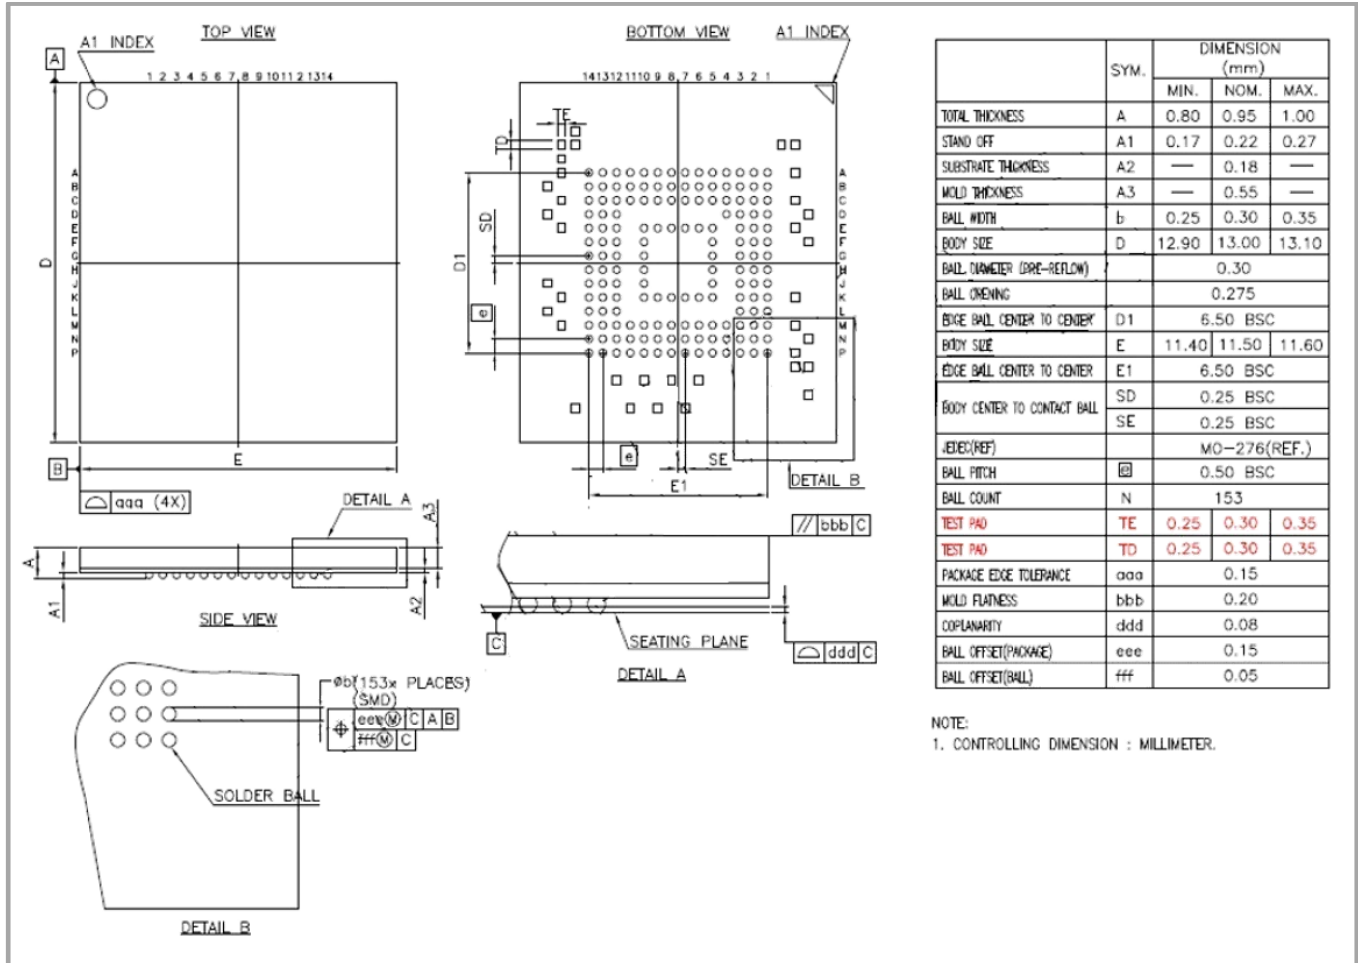 TOP VIEW
A1 INDEX
A
1 2 3 4 5 6 7 8 9 10 11 12 13 14
A
B
C
D
E
F
G
H
J
K
L
M
N
P
D
B
E
aaa (4X)
BOTTOM VIEW
A1 INDEX
14 13 12 11 10 9 8 7 6 5 4 3 2 1
TE
TD
SD
D1
e
A
B
C
D
E
F
G
H
J
K
L
M
N
P
e
SE
E1
DETAIL B
DETAIL A
A
A1
A3
A2
SIDE VIEW
// bbb C
C
SEATING PLANE
ddd C
DETAIL A
øb (153x PLACES)
(SMD)
eee Ⓜ C A B
fff Ⓜ C
SOLDER BALL
DETAIL B
SYM. DIMENSION (mm)
MIN. NOM. MAX.
TOTAL THICKNESS A 0.80 0.95 1.00
STAND OFF A1 0.17 0.22 0.27
SUBSTRATE THICKNESS A2 — 0.18 —
MOLD THICKNESS A3 — 0.55 —
BALL WIDTH b 0.25 0.30 0.35
BODY SIZE D 12.90 13.00 13.10
BALL DIAMETER (PRE-REFLOW) 0.30
BALL OPENING 0.275
EDGE BALL CENTER TO CENTER D1 6.50 BSC
BODY SIZE E 11.40 11.50 11.60
EDGE BALL CENTER TO CENTER E1 6.50 BSC
BODY CENTER TO CONTACT BALL SD 0.25 BSC
SE 0.25 BSC
JEDEC(REF) MO-276(REF.)
BALL PITCH e 0.50 BSC
BALL COUNT N 153
TEST PAD TE 0.25 0.30 0.35
TEST PAD TD 0.25 0.30 0.35
PACKAGE EDGE TOLERANCE aaa 0.15
MOLD FLATNESS bbb 0.20
COPLANARITY ddd 0.08
BALL OFFSET(PACKAGE) eee 0.15
BALL OFFSET(BALL) fff 0.05
NOTE:
1. CONTROLLING DIMENSION : MILLIMETER.